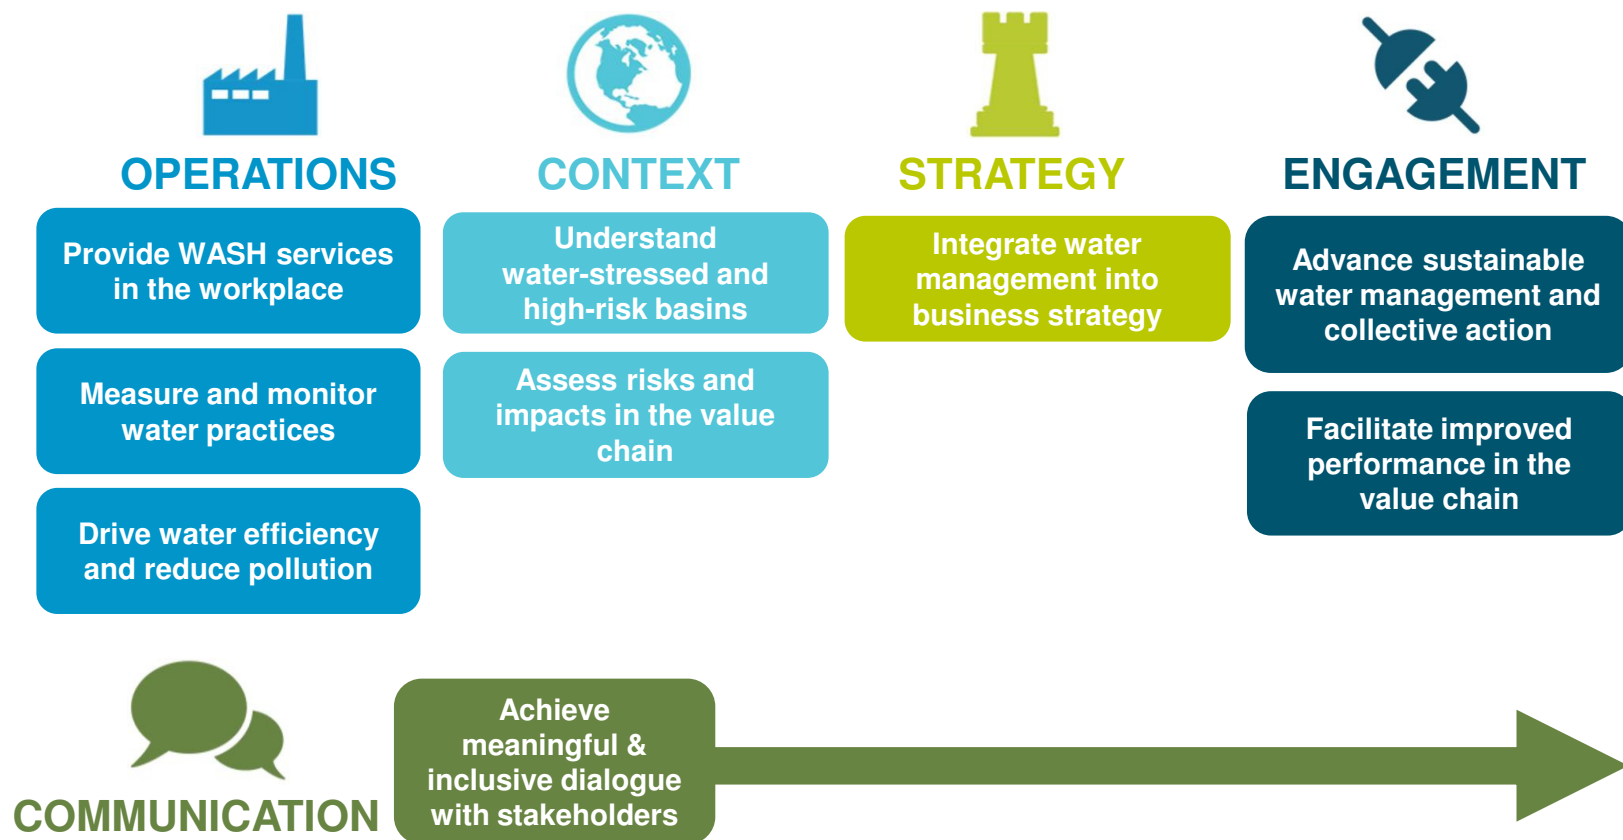 OPERATIONS
Provide WASH services
in the workplace
Measure and monitor
water practices
Drive water efficiency
and reduce pollution
CONTEXT
Understand
water-stressed and
high-risk basins
Assess risks and
impacts in the value
chain
STRATEGY
Integrate water
management into
business strategy
ENGAGEMENT
Advance sustainable
water management and
collective action
Facilitate improved
performance in the
value chain
COMMUNICATION
Achieve
meaningful &
inclusive dialogue
with stakeholders